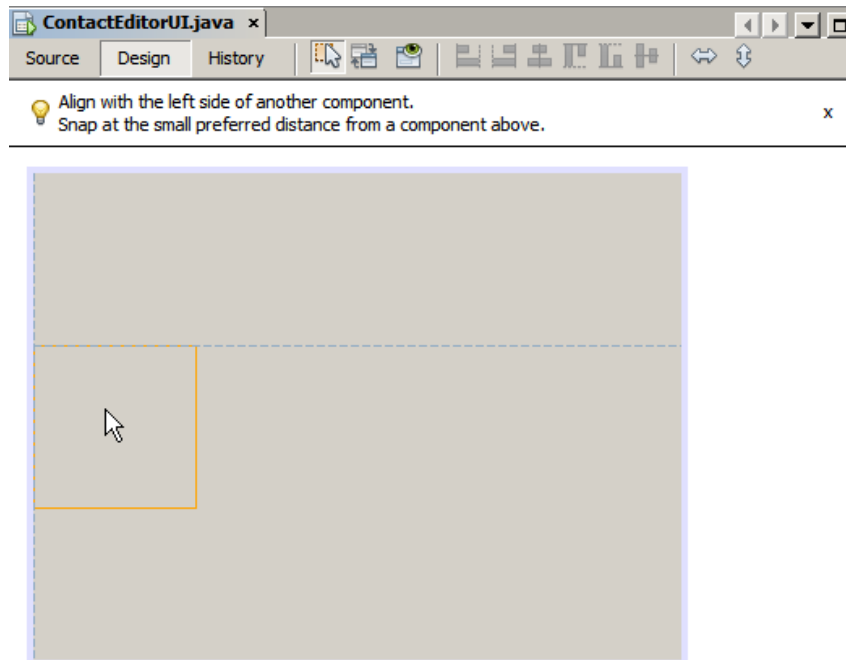 ContactEditorUI.java x
Source Design History
Align with the left side of another component.
Snap at the small preferred distance from a component above.
x